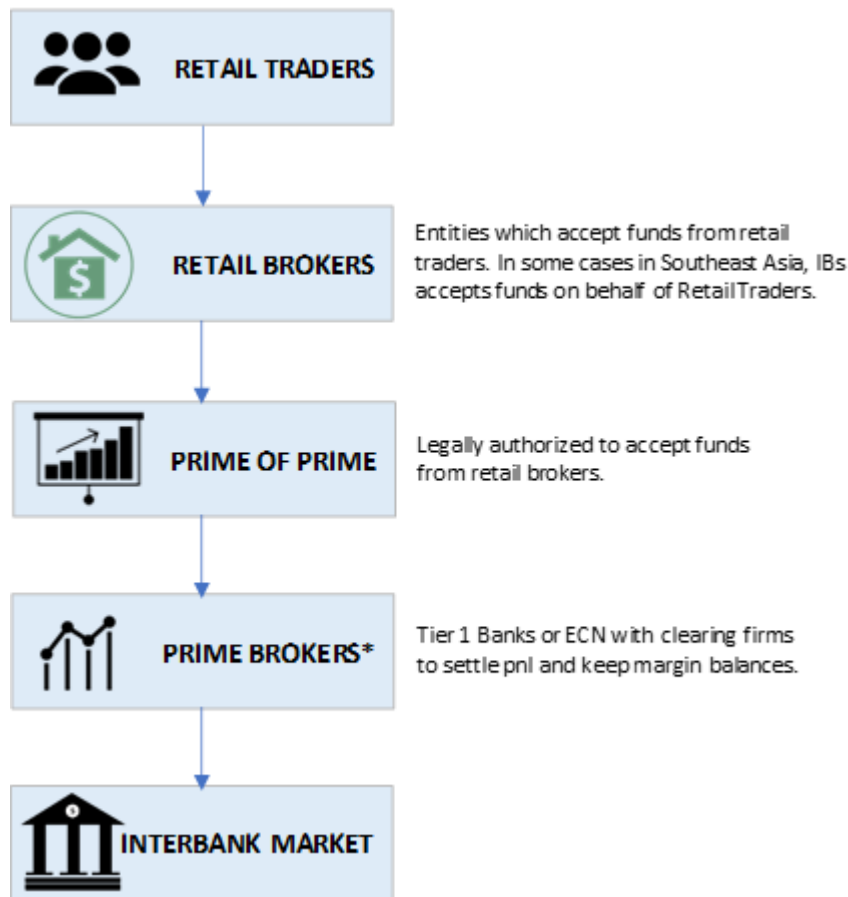 RETAIL TRADERS
RETAIL BROKERS
Entities which accept funds from retail
traders. In some cases in Southeast Asia, IBs
accepts funds on behalf of Retail Traders.
$
PRIME OF PRIME
Legally authorized to accept funds
from retail brokers.
PRIME BROKERS*
Tier 1 Banks or ECN with clearing firms
to settle pnl and keep margin balances.
$
INTERBANK MARKET